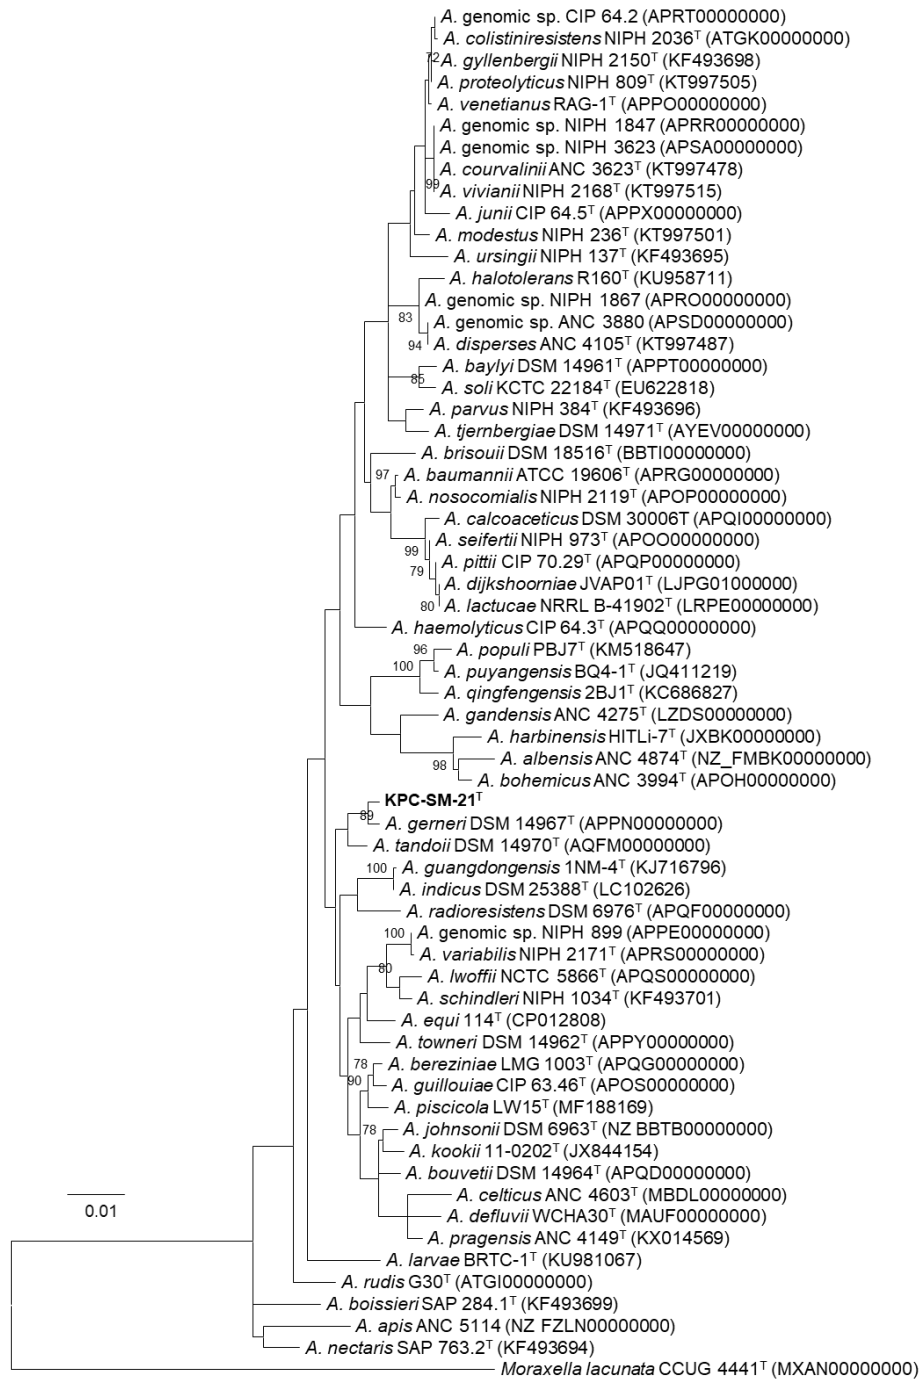 A. genomic sp. CIP 64.2 (APRT00000000)
A. colistiniresistens NIPH 2036ᵀ (ATGK00000000)
72
A. gyllenbergii NIPH 2150ᵀ (KF493698)
A. proteolyticus NIPH 809ᵀ (KT997505)
A. venetianus RAG-1ᵀ (APPO00000000)
A. genomic sp. NIPH 1847 (APRR00000000)
A. genomic sp. NIPH 3623 (APSA00000000)
A. courvalinii ANC 3623ᵀ (KT997478)
99
A. vivianii NIPH 2168ᵀ (KT997515)
A. junii CIP 64.5ᵀ (APPX00000000)
A. modestus NIPH 236ᵀ (KT997501)
A. ursingii NIPH 137ᵀ (KF493695)
A. halotolerans R160ᵀ (KU958711)
A. genomic sp. NIPH 1867 (APRO00000000)
83
A. genomic sp. ANC 3880 (APSD00000000)
94
A. disperses ANC 4105ᵀ (KT997487)
A. baylyi DSM 14961ᵀ (APPT00000000)
85
A. soli KCTC 22184ᵀ (EU622818)
A. parvus NIPH 384ᵀ (KF493696)
A. tjernbergiae DSM 14971ᵀ (AYEV00000000)
A. brisouii DSM 18516ᵀ (BBTI00000000)
97
A. baumannii ATCC 19606ᵀ (APRG00000000)
A. nosocomialis NIPH 2119ᵀ (APOP00000000)
A. calcoaceticus DSM 30006T (APQI00000000)
A. seifertii NIPH 973ᵀ (APOO00000000)
99
A. pittii CIP 70.29ᵀ (APQP00000000)
79
A. dijkshoorniae JVAP01ᵀ (LJPG01000000)
80
A. lactucae NRRL B-41902ᵀ (LRPE00000000)
A. haemolyticus CIP 64.3ᵀ (APQQ00000000)
96
A. populi PBJ7ᵀ (KM518647)
100
A. puyangensis BQ4-1ᵀ (JQ411219)
A. qingfengensis 2BJ1ᵀ (KC686827)
A. gandensis ANC 4275ᵀ (LZDS00000000)
A. harbinensis HITLi-7ᵀ (JXBK00000000)
A. albensis ANC 4874ᵀ (NZ_FMBK00000000)
98
A. bohemicus ANC 3994ᵀ (APOH00000000)
KPC-SM-21ᵀ
89
A. gerneri DSM 14967ᵀ (APPN00000000)
A. tandoii DSM 14970ᵀ (AQFM00000000)
100
A. guangdongensis 1NM-4ᵀ (KJ716796)
A. indicus DSM 25388ᵀ (LC102626)
A. radioresistens DSM 6976ᵀ (APQF00000000)
100
A. genomic sp. NIPH 899 (APPE00000000)
A. variabilis NIPH 2171ᵀ (APRS00000000)
80
A. lwoffii NCTC 5866ᵀ (APQS00000000)
A. schindleri NIPH 1034ᵀ (KF493701)
A. equi 114ᵀ (CP012808)
A. towneri DSM 14962ᵀ (APPY00000000)
78
A. bereziniae LMG 1003ᵀ (APQG00000000)
90
A. guillouiae CIP 63.46ᵀ (APOS00000000)
A. piscicola LW15ᵀ (MF188169)
78
A. johnsonii DSM 6963ᵀ (NZ BBTB00000000)
A. kookii 11-0202ᵀ (JX844154)
A. bouvetii DSM 14964ᵀ (APQD00000000)
A. celticus ANC 4603ᵀ (MBDL00000000)
0.01
A. defluvii WCHA30ᵀ (MAUF00000000)
A. pragensis ANC 4149ᵀ (KX014569)
A. larvae BRTC-1ᵀ (KU981067)
A. rudis G30ᵀ (ATGI00000000)
A. boissieri SAP 284.1ᵀ (KF493699)
A. apis ANC 5114 (NZ FZLN00000000)
A. nectaris SAP 763.2ᵀ (KF493694)
Moraxella lacunata CCUG 4441ᵀ (MXAN00000000)